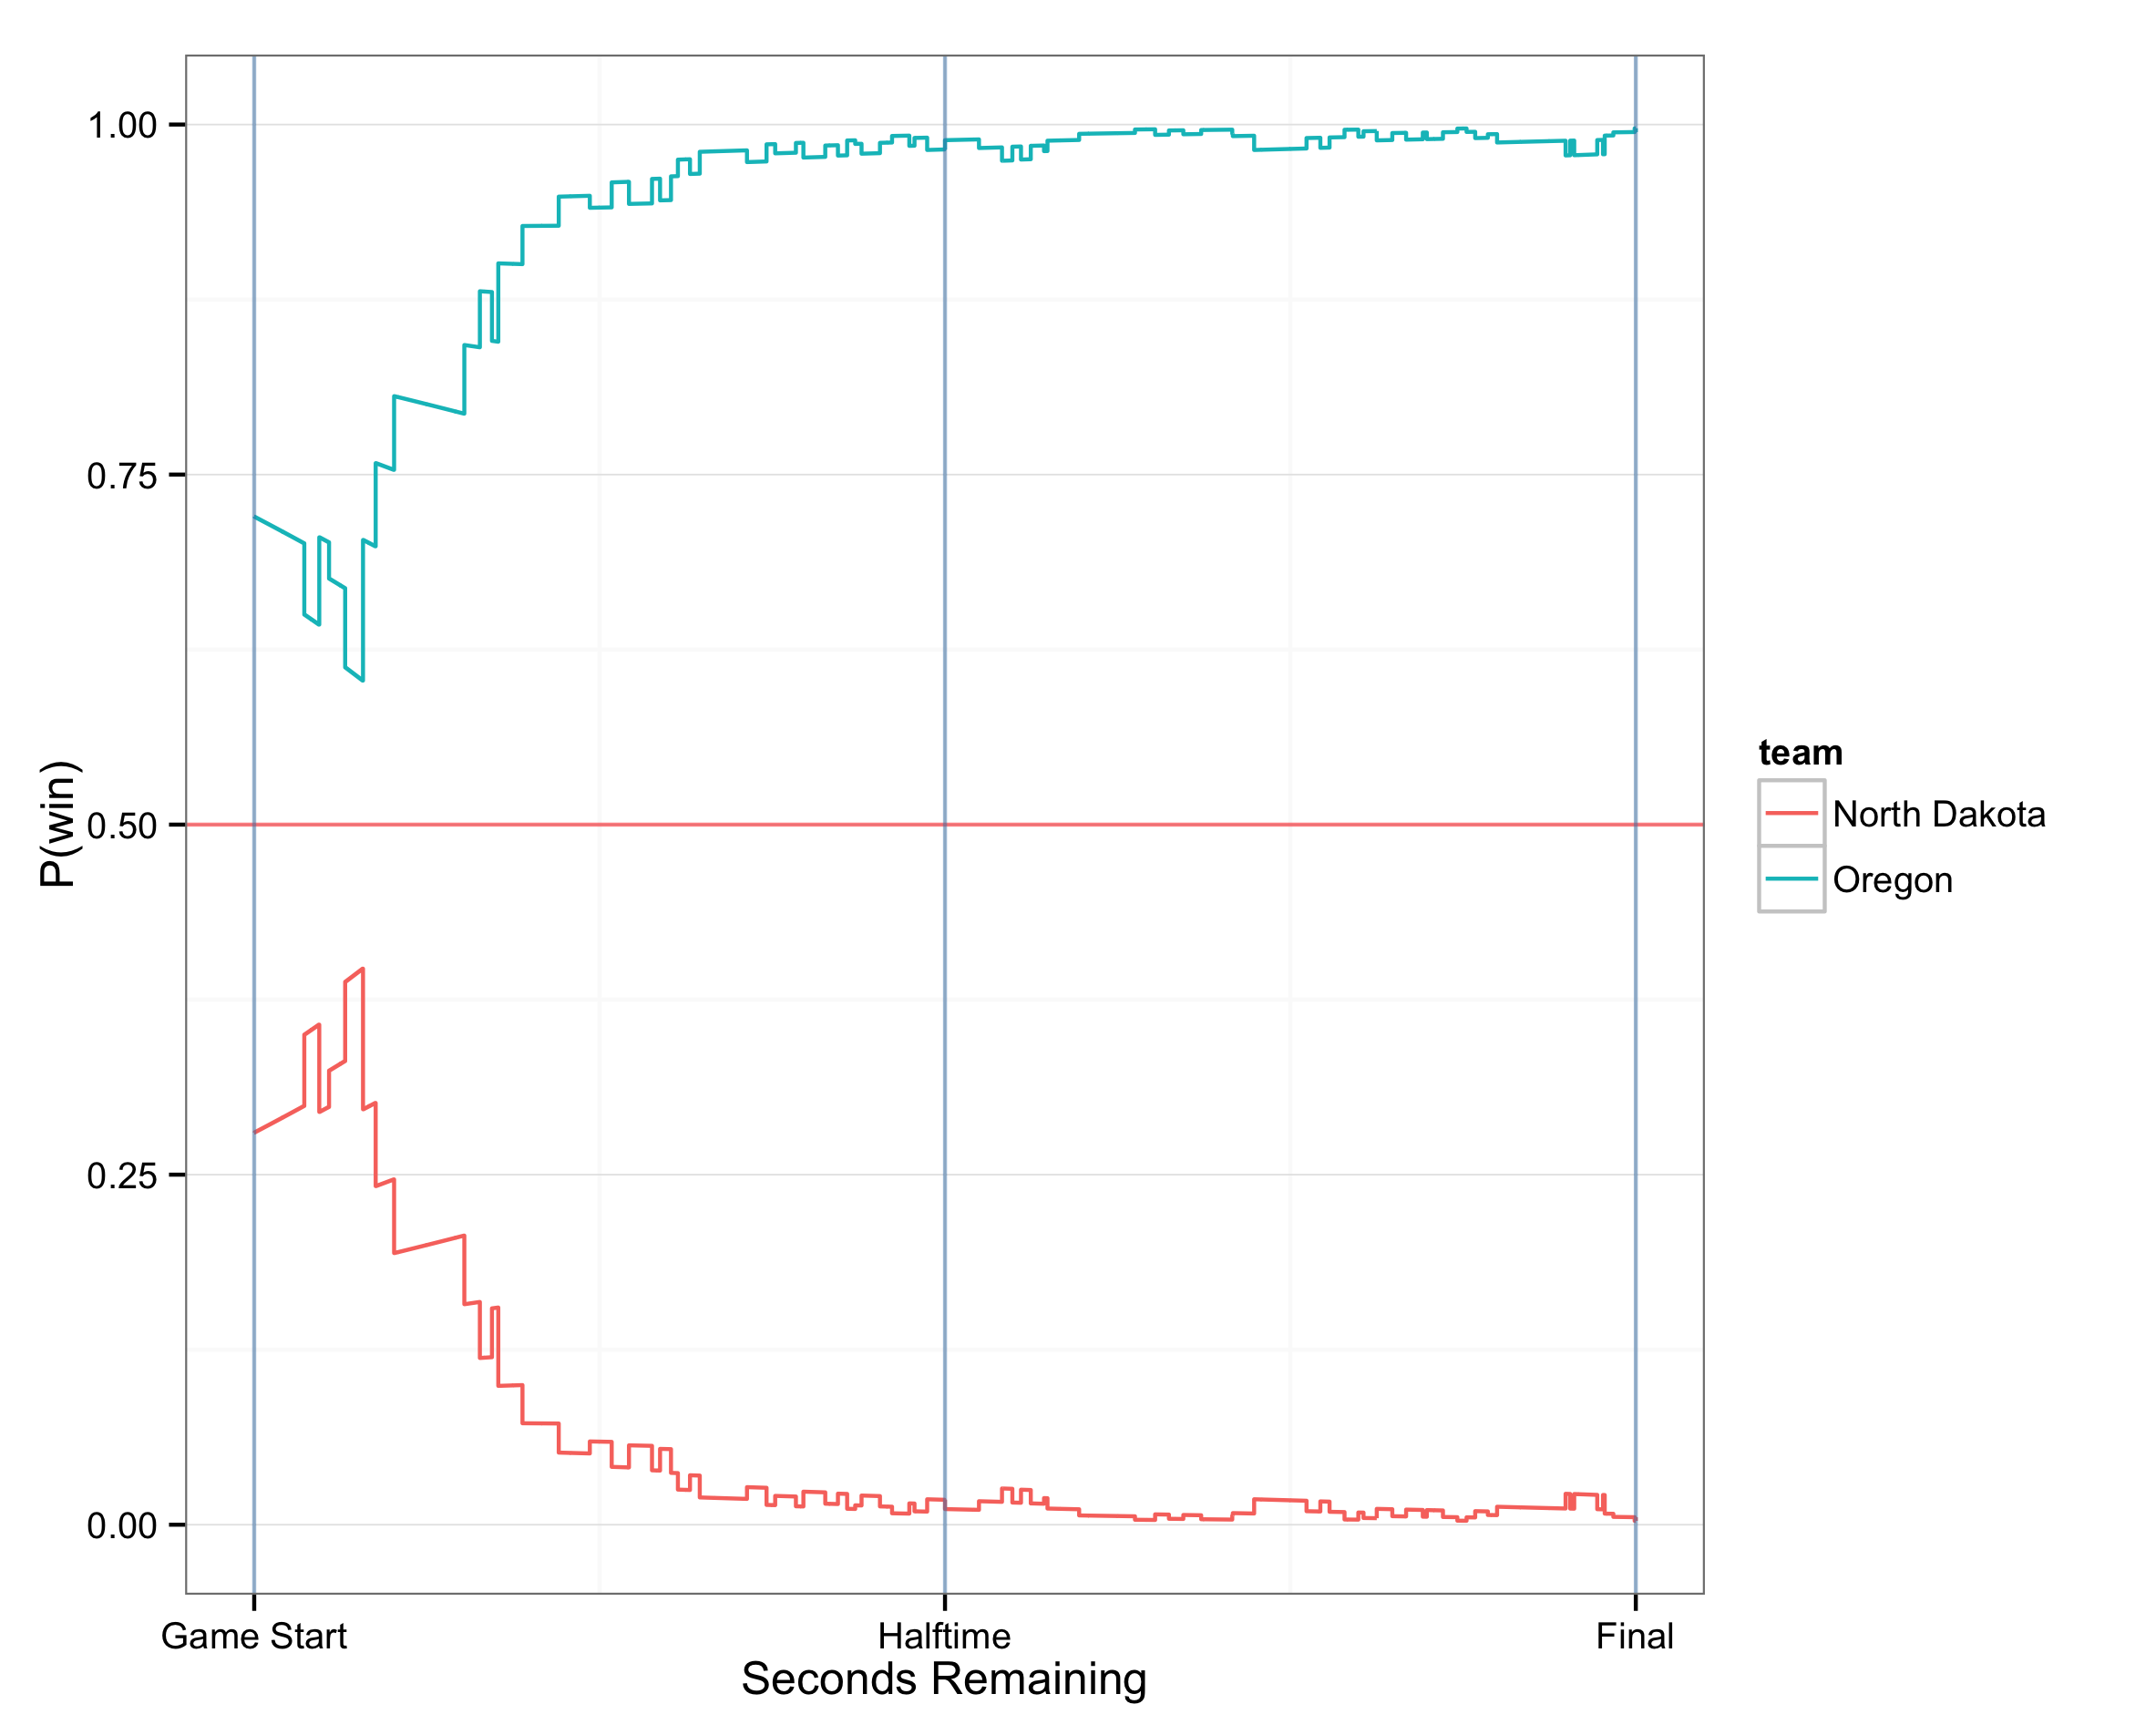 1.00
0.75
0.50
0.25
0.00
P(win)
Game Start
Halftime
Final
Seconds Remaining
team
North Dakota
Oregon